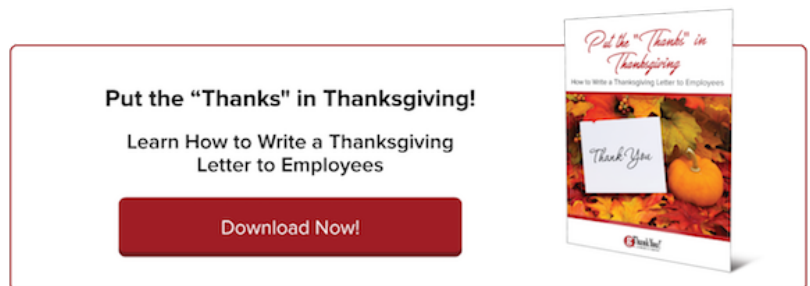 Put the “Thanks" in Thanksgiving!
Learn How to Write a Thanksgiving
Letter to Employees
Download Now!
Put the "Thanks" in
Thanksgiving
How to Write a Thanksgiving Letter to Employees
Thank You
gThankYou!